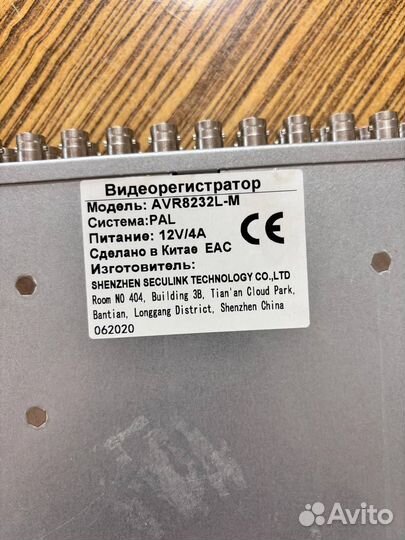 Видеорегистратор
Модель: AVR8232L-M
Система:PAL
Питание: 12V/4A
Сделано в Китае EAC
CE
Изготовитель:
SHENZHEN SECULINK TECHNOLOGY CO.,LTD
Room NO 404, Building 3B, Tian'an Cloud Park,
Bantian, Longgang District, Shenzhen China
062020
Avito